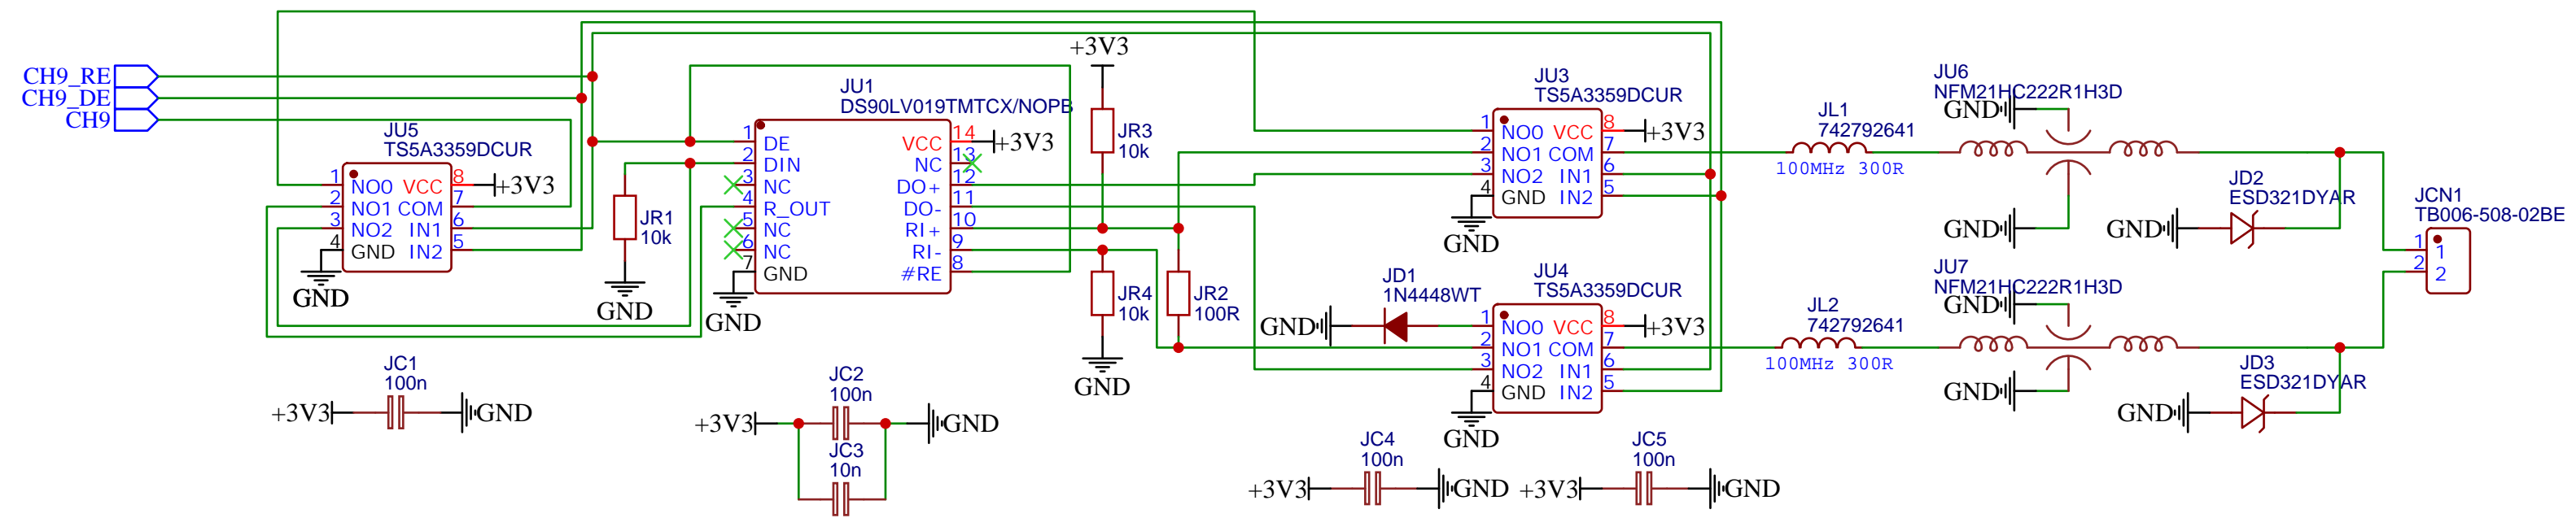 CH9_RE
CH9_DE
CH9
JU5
TS5A3359DCUR
1 NO0 VCC 8 +3V3
2 NO1 COM 7
3 NO2 IN1 6
4 GND IN2 5
GND
JR1
10k
GND
JU1
DS90LV019TMTCX/NOPB
1 DE VCC 14 +3V3
2 DIN NC 13
3 NC DO+ 12
4 R_OUT DO- 11
5 NC RI+ 10
6 NC RI- 9
7 GND #RE 8
GND
+3V3
JR3
10k
JR4
10k
GND
JR2
100R
JU3
TS5A3359DCUR
1 NO0 VCC 8 +3V3
2 NO1 COM 7
3 NO2 IN1 6
4 GND IN2 5
GND
JD1
1N4448WT
GND
JU4
TS5A3359DCUR
1 NO0 VCC 8 +3V3
2 NO1 COM 7
3 NO2 IN1 6
4 GND IN2 5
GND
JL1
742792641
100MHz 300R
JL2
742792641
100MHz 300R
JU6
NFM21HC222R1H3D
GND
GND
JU7
NFM21HC222R1H3D
GND
GND
JD2
ESD321DYAR
GND
JD3
ESD321DYAR
GND
JCN1
TB006-508-02BE
1 1
2 2
JC1
100n
+3V3 GND
JC2
100n
+3V3 GND
JC3
10n
JC4
100n
+3V3 GND
JC5
100n
+3V3 GND